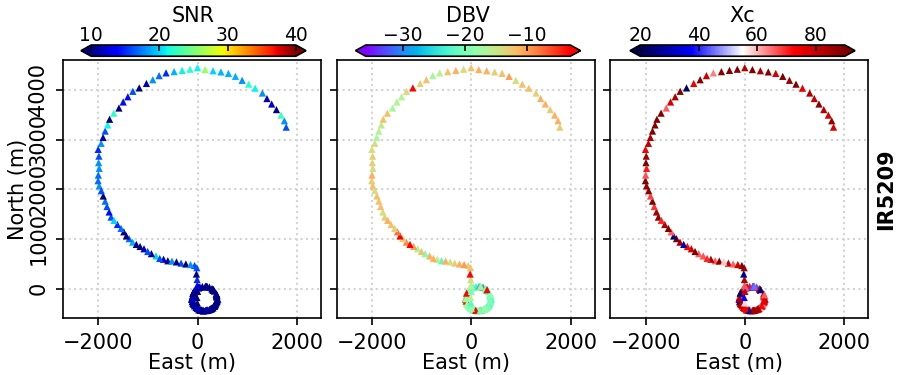 SNR DBV Xc
10 20 30 40 −30 −20 −10 20 40 60 80
North (m)
4000
3000
2000
1000
0
IR5209
−2000 0 2000 −2000 0 2000 −2000 0 2000
East (m) East (m) East (m)